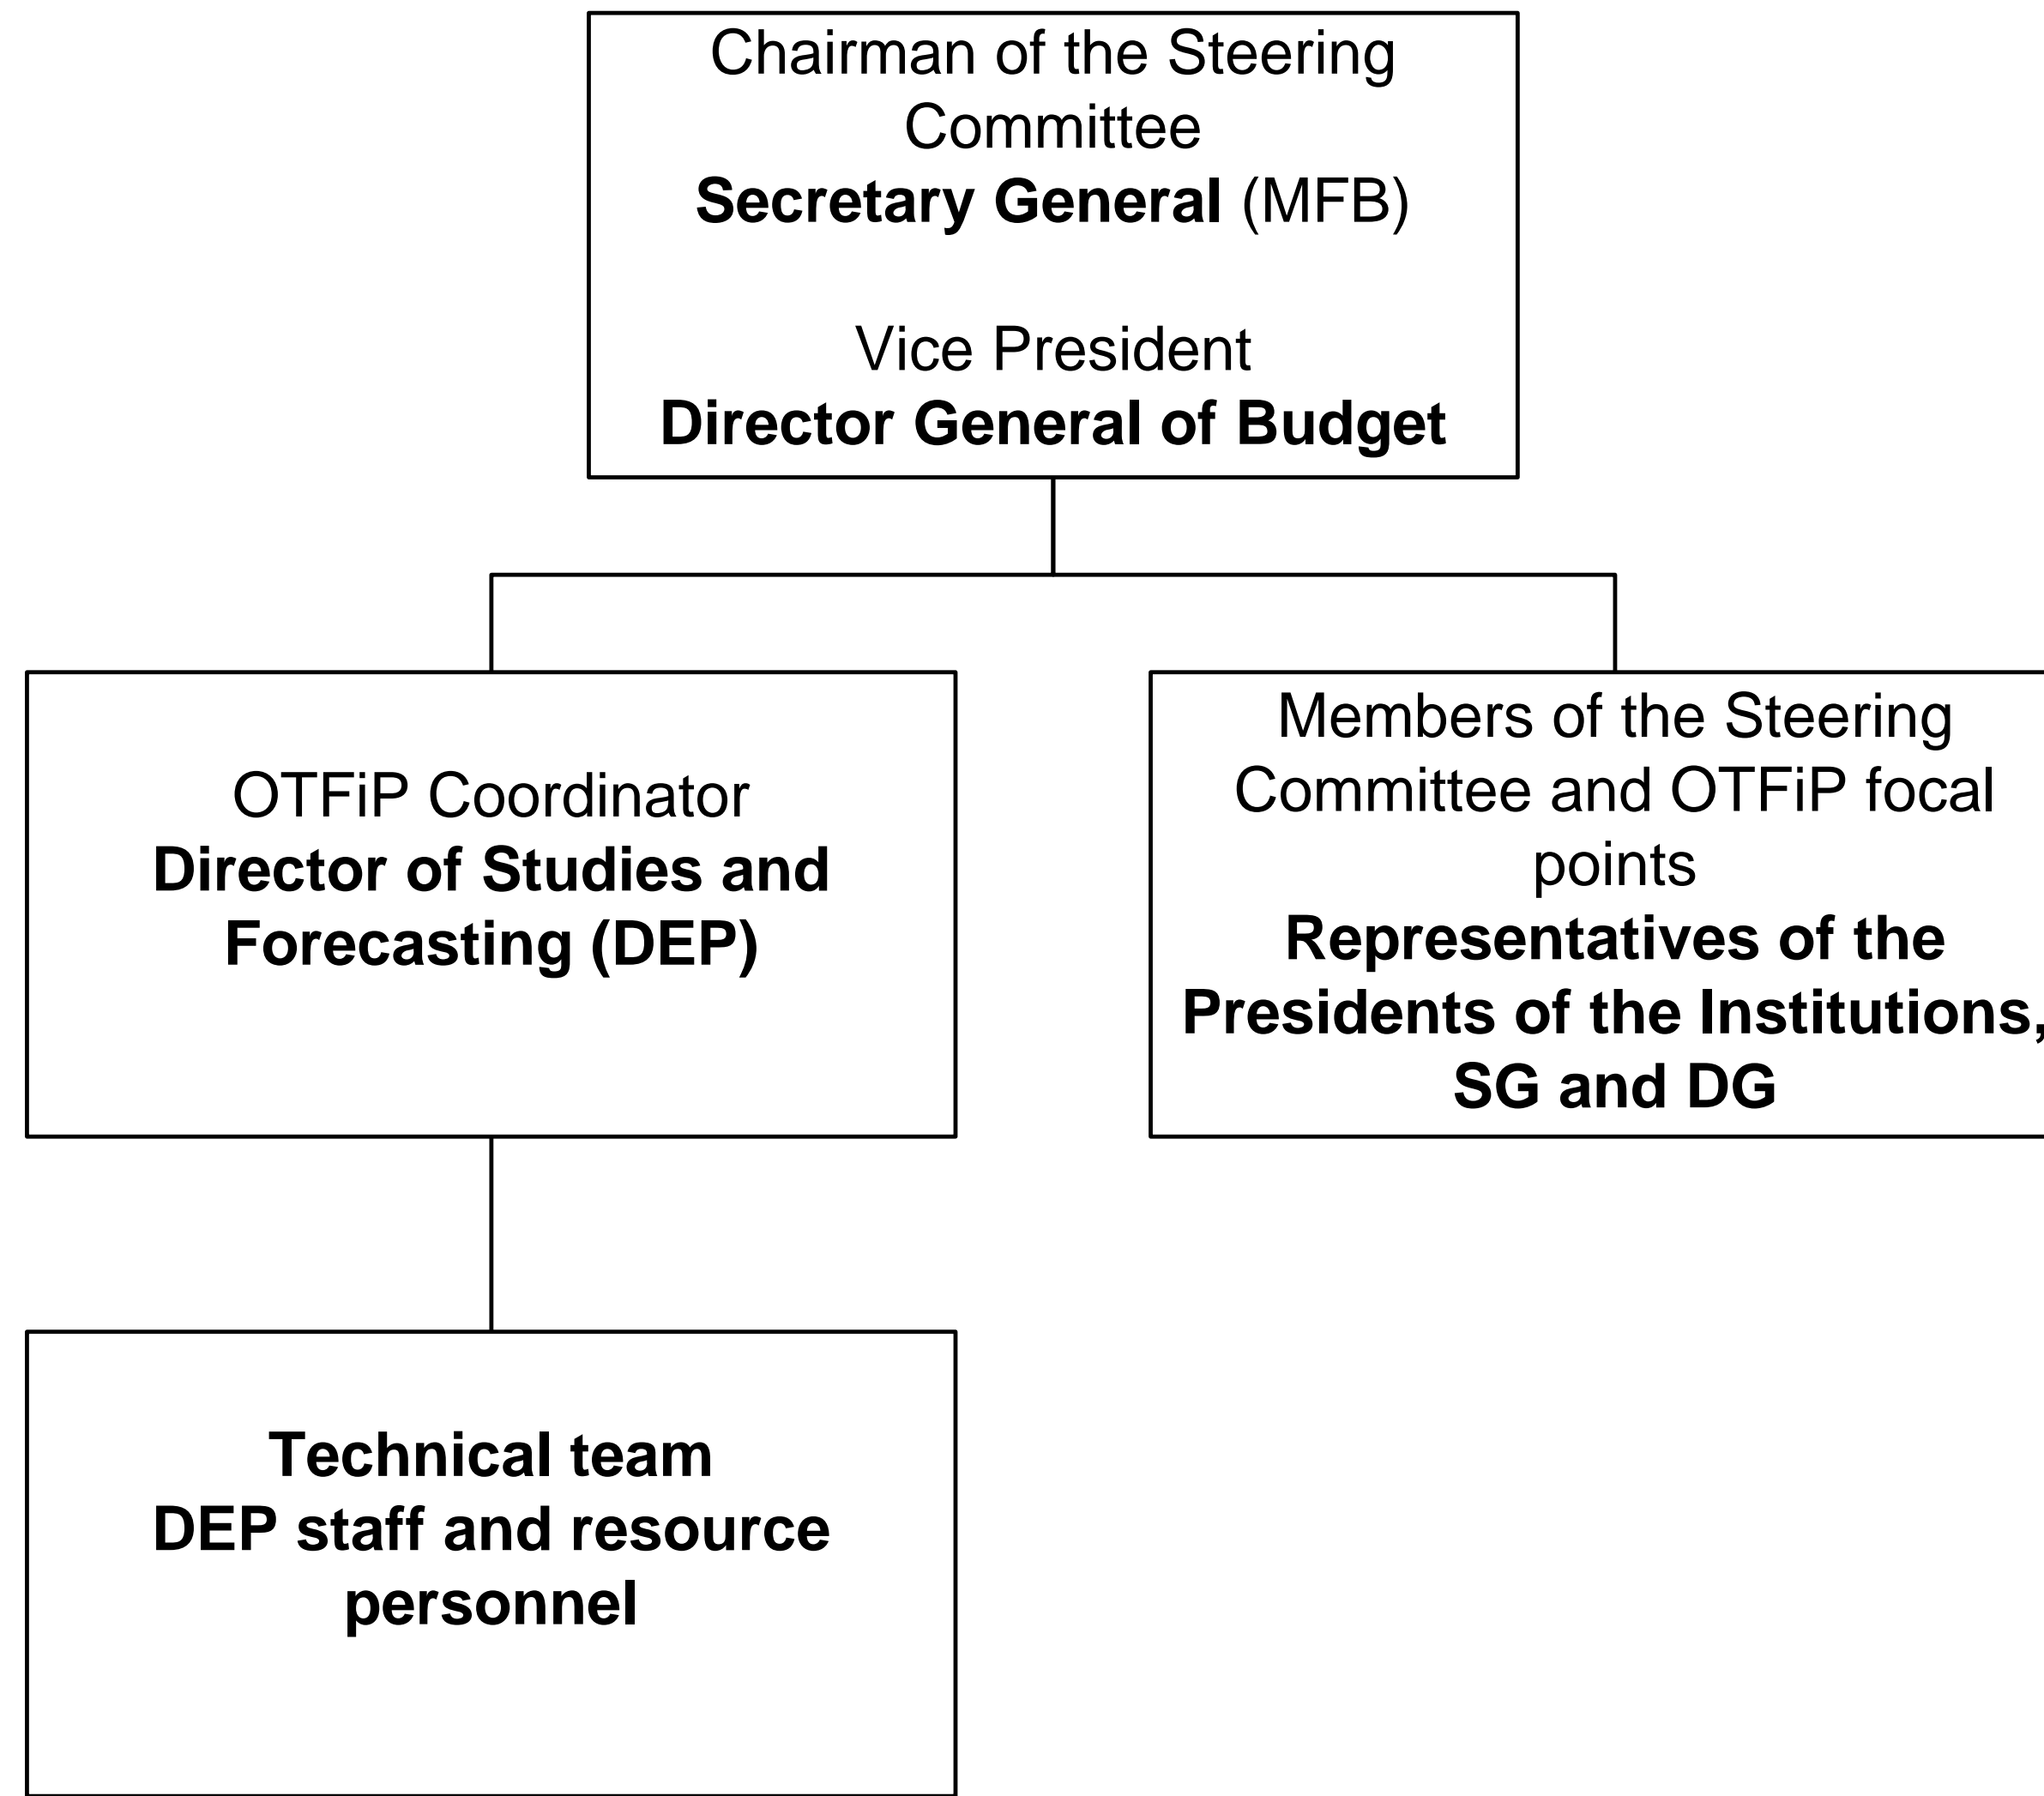 Chairman of the Steering
Committee
Secretary General (MFB)
Vice President
Director General of Budget
OTFiP Coordinator
Director of Studies and
Forecasting (DEP)
Members of the Steering
Committee and OTFiP focal
points
Representatives of the
Presidents of the Institutions,
SG and DG
Technical team
DEP staff and resource
personnel